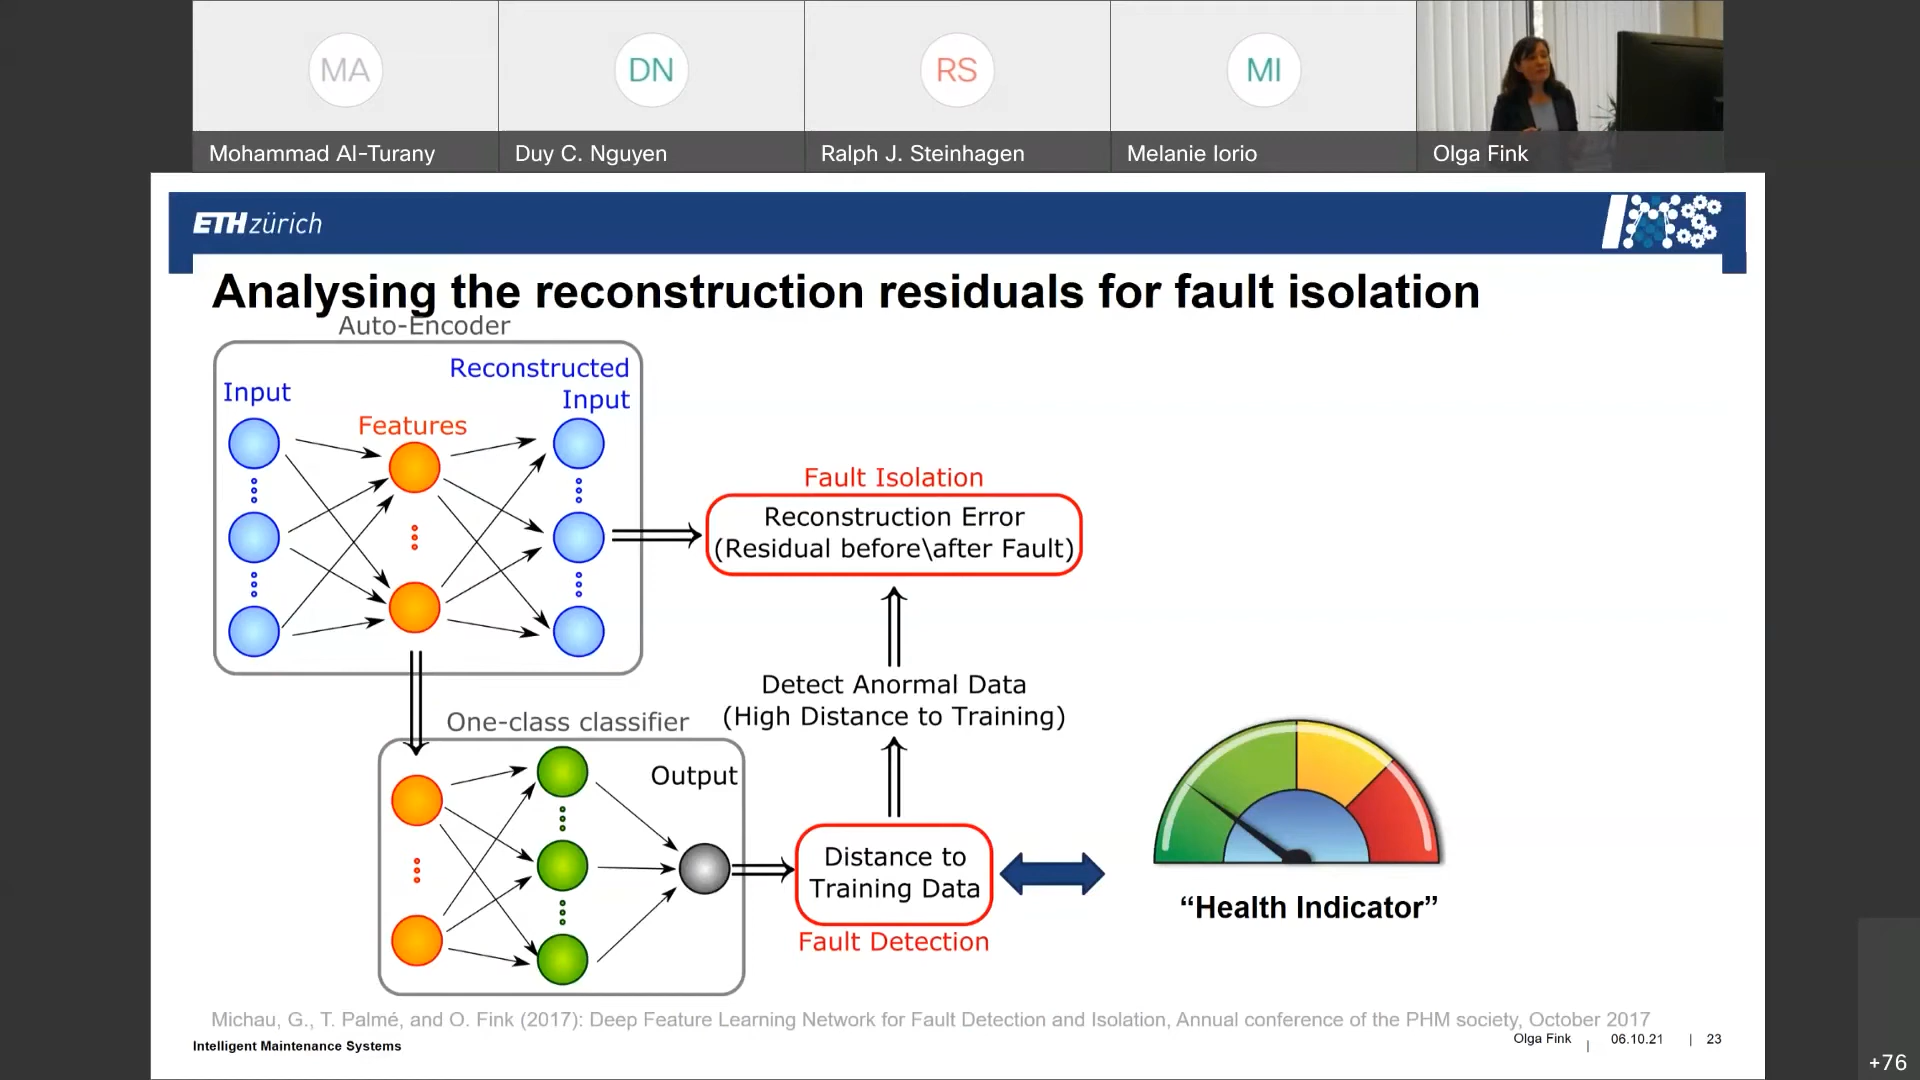 MA
DN
RS
MI
Mohammad Al-Turany
Duy C. Nguyen
Ralph J. Steinhagen
Melanie Iorio
Olga Fink
ETH zürich
IMS
Analysing the reconstruction residuals for fault isolation
Auto-Encoder
Input
Reconstructed
Input
Features
Fault Isolation
Reconstruction Error
(Residual before\after Fault)
Detect Anormal Data
(High Distance to Training)
One-class classifier
Output
Distance to
Training Data
Fault Detection
“Health Indicator”
Michau, G., T. Palmé, and O. Fink (2017): Deep Feature Learning Network for Fault Detection and Isolation, Annual conference of the PHM society, October 2017
Intelligent Maintenance Systems
Olga Fink | 06.10.21 | 23
+76